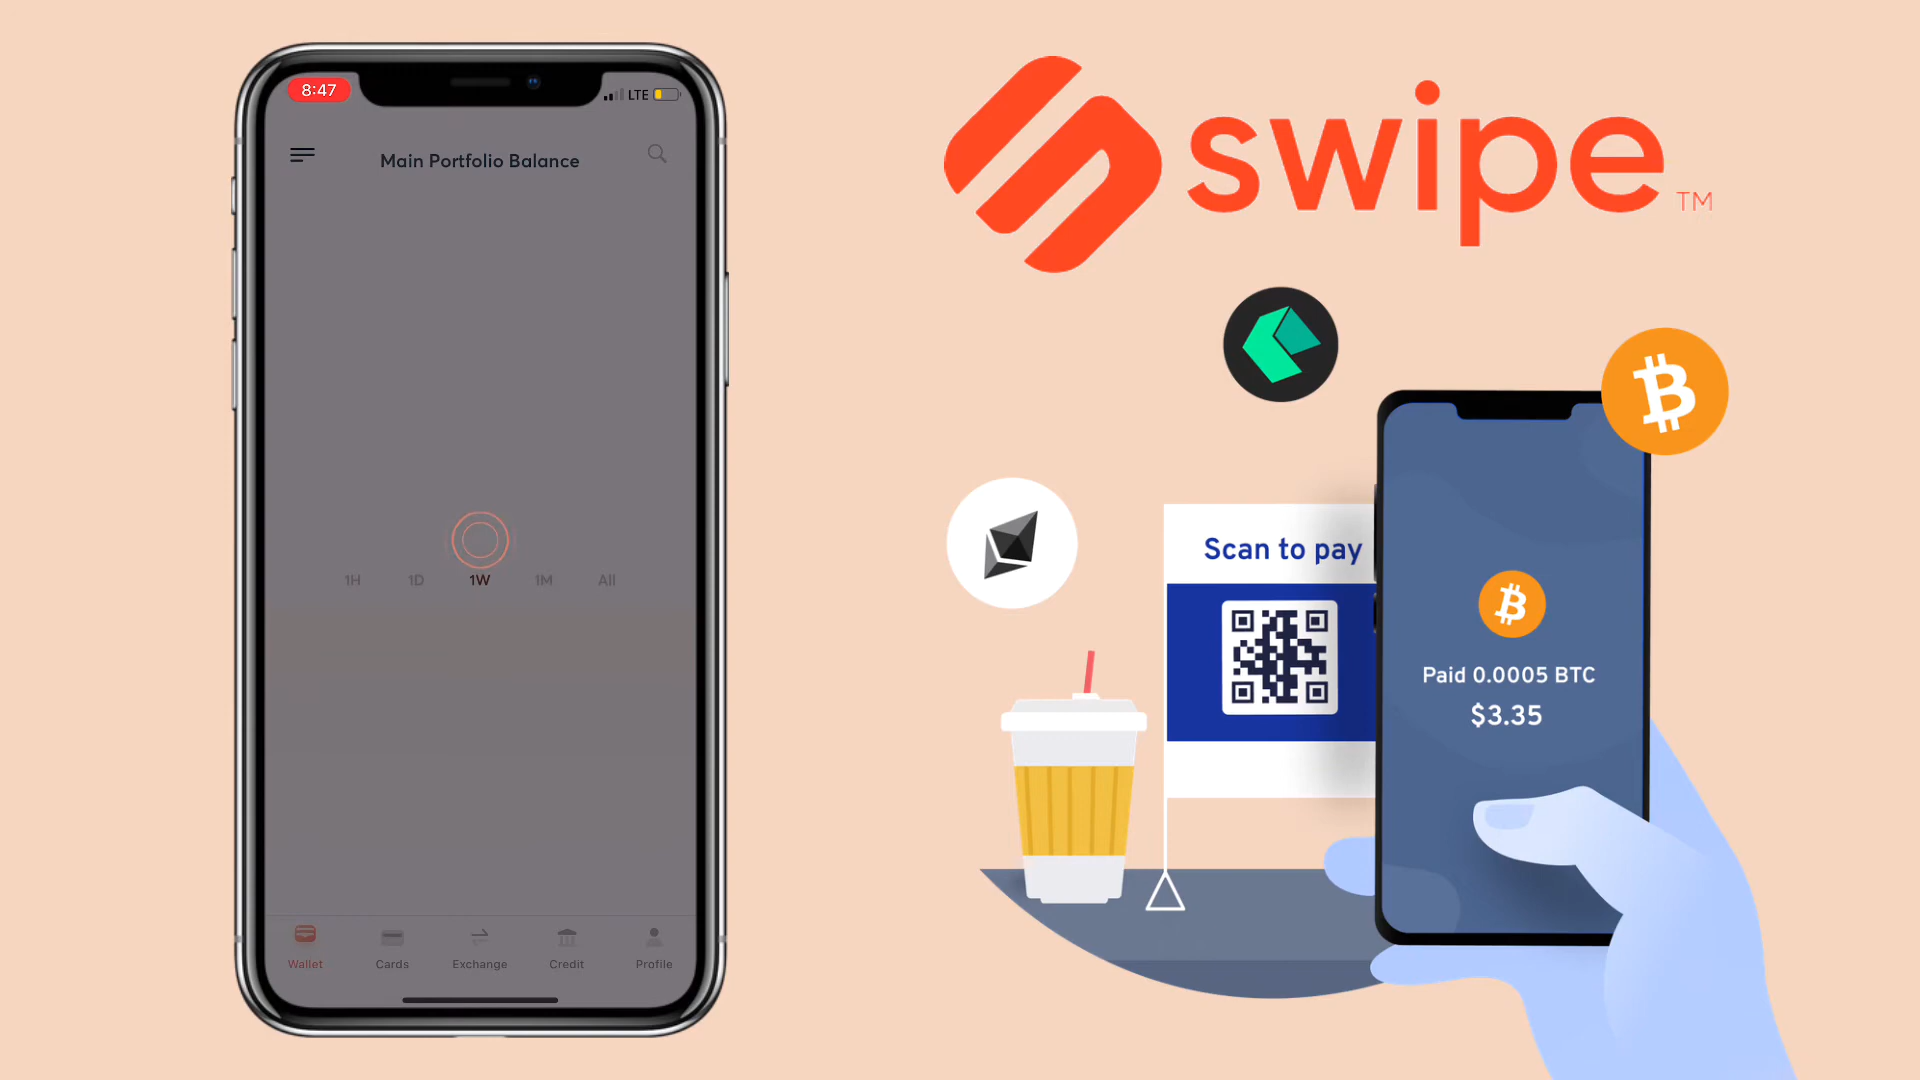 8:47
LTE
Main Portfolio Balance
1H 1D 1W 1M All
Wallet Cards Exchange Credit Profile
swipe TM
Scan to pay
Paid 0.0005 BTC
$3.35